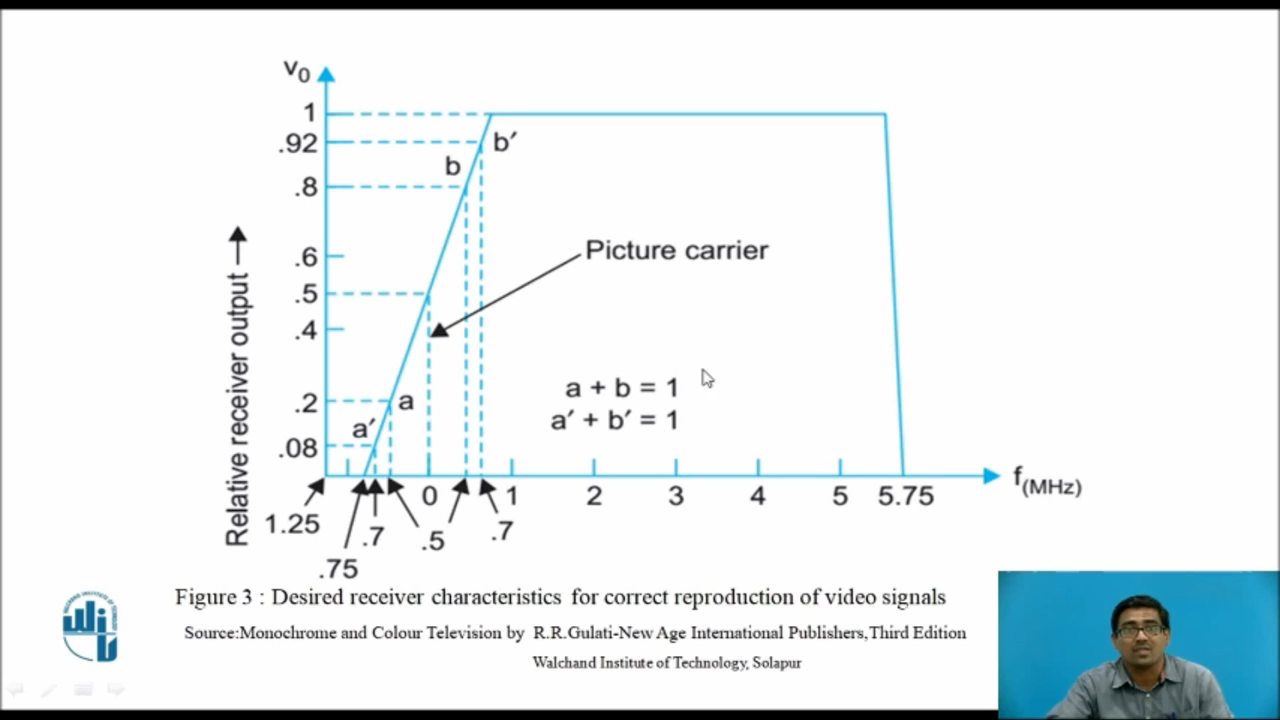 v0
1
.92
b′
b
.8
.6
Picture carrier
.5
.4
a + b = 1
.2
a
a′
a′ + b′ = 1
.08
Relative receiver output
0
1
2
3
4
5
5.75
f(MHz)
1.25
.7
.5
.7
.75
Figure 3 : Desired receiver characteristics for correct reproduction of video signals
Source:Monochrome and Colour Television by R.R.Gulati-New Age International Publishers,Third Edition
Walchand Institute of Technology, Solapur